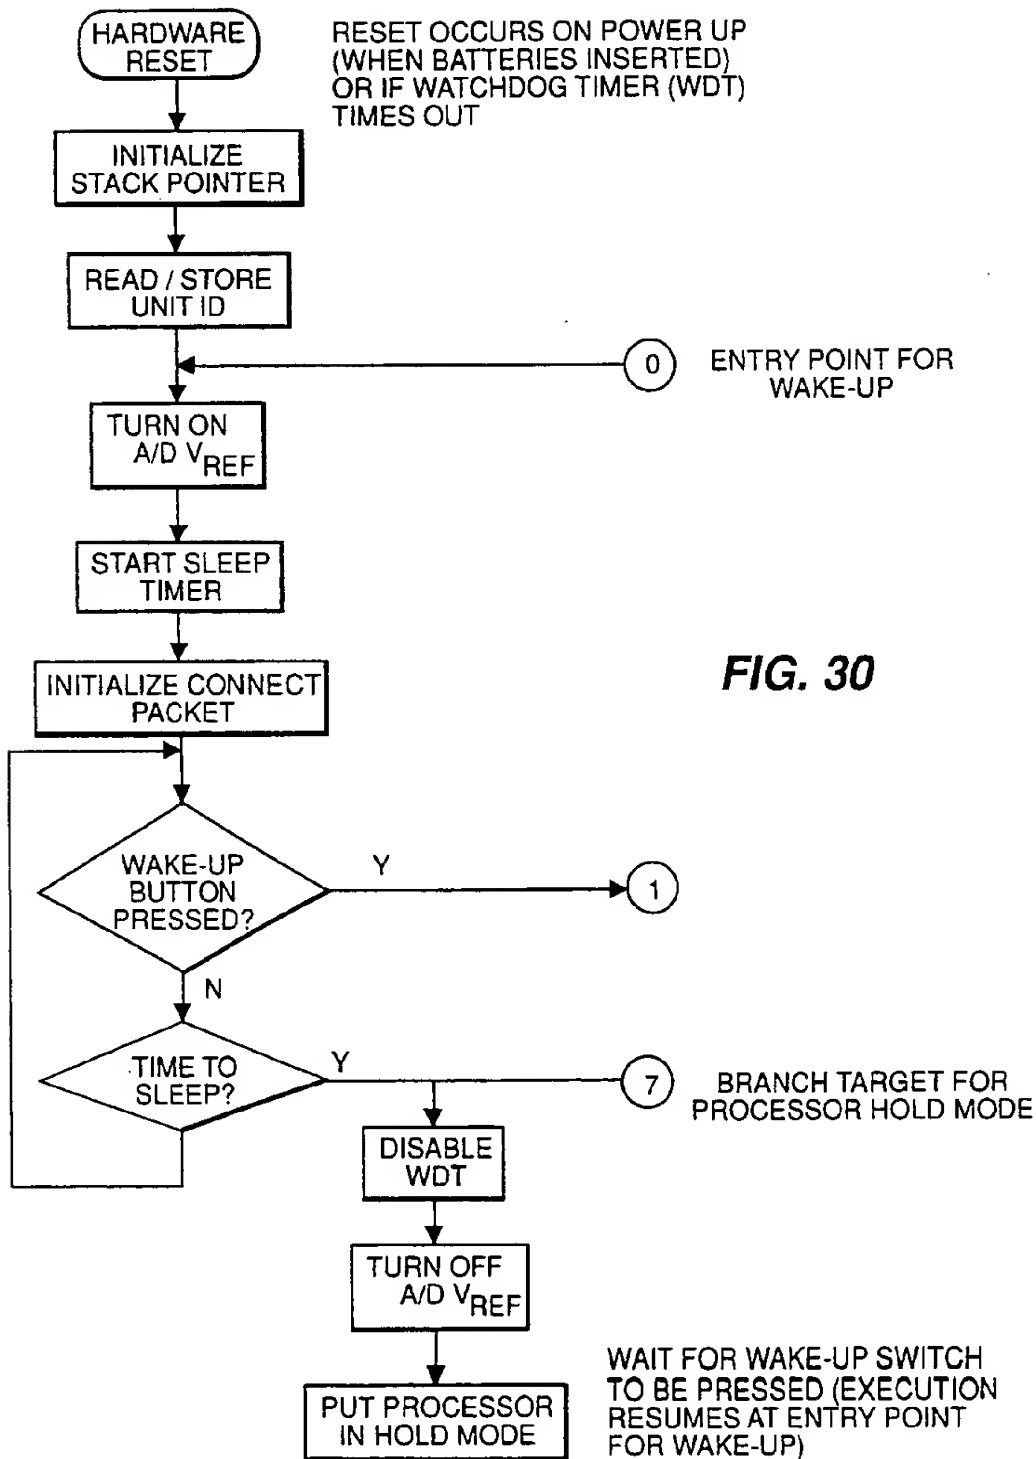 HARDWARE
RESET
RESET OCCURS ON POWER UP
(WHEN BATTERIES INSERTED)
OR IF WATCHDOG TIMER (WDT)
TIMES OUT
INITIALIZE
STACK POINTER
READ / STORE
UNIT ID
0
ENTRY POINT FOR
WAKE-UP
TURN ON
A/D VREF
START SLEEP
TIMER
INITIALIZE CONNECT
PACKET
FIG. 30
WAKE-UP
BUTTON
PRESSED?
Y
1
N
TIME TO
SLEEP?
Y
7
BRANCH TARGET FOR
PROCESSOR HOLD MODE
DISABLE
WDT
TURN OFF
A/D VREF
PUT PROCESSOR
IN HOLD MODE
WAIT FOR WAKE-UP SWITCH
TO BE PRESSED (EXECUTION
RESUMES AT ENTRY POINT
FOR WAKE-UP)